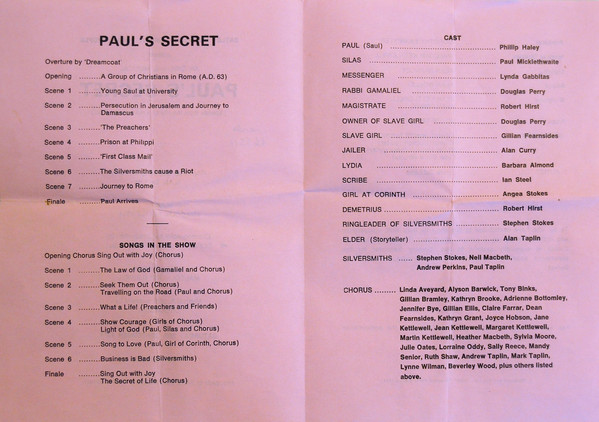 PAUL'S SECRET
Overture by 'Dreamcoat'
Opening ........A Group of Christians in Rome (A.D. 63)
Scene 1 ........Young Saul at University
Scene 2 ........Persecution in Jerusalem and Journey to
Damascus
Scene 3 ........'The Preachers'
Scene 4 ........Prison at Philippi
Scene 5 ........'First Class Mail'
Scene 6 ........The Silversmiths cause a Riot
Scene 7 ........Journey to Rome
Finale ........Paul Arrives
SONGS IN THE SHOW
Opening Chorus Sing Out with Joy (Chorus)
Scene 1 ........The Law of God (Gamaliel and Chorus)
Scene 2 ........Seek Them Out (Chorus)
Travelling on the Road (Paul and Chorus)
Scene 3 ........What a Life! (Preachers and Friends)
Scene 4 ........Show Courage (Girls of Chorus)
Light of God (Paul, Silas and Chorus)
Scene 5 ........Song to Love (Paul, Girl of Corinth, Chorus)
Scene 6 ........Business is Bad (Silversmiths)
Finale ........Sing Out with Joy
The Secret of Life (Chorus)
CAST
PAUL (Saul) ........ Phillip Haley
SILAS ........ Paul Micklethwaite
MESSENGER ........ Lynda Gabbitas
RABBI GAMALIEL ........ Douglas Perry
MAGISTRATE ........ Robert Hirst
OWNER OF SLAVE GIRL ........ Douglas Perry
SLAVE GIRL ........ Gillian Fearnsides
JAILER ........ Alan Curry
LYDIA ........ Barbara Almond
SCRIBE ........ Ian Steel
GIRL AT CORINTH ........ Angea Stokes
DEMETRIUS ........ Robert Hirst
RINGLEADER OF SILVERSMITHS ........ Stephen Stokes
ELDER (Storyteller) ........ Alan Taplin
SILVERSMITHS ...... Stephen Stokes, Neil Macbeth,
Andrew Perkins, Paul Taplin
CHORUS ......... Linda Aveyard, Alyson Barwick, Tony Binks,
Gillian Bramley, Kathryn Brooke, Adrienne Bottomley,
Jennifer Bye, Gillian Ellis, Claire Farrar, Dean
Fearnsides, Kathryn Grant, Joyce Hobson, Jane
Kettlewell, Jean Kettlewell, Margaret Kettlewell,
Martin Kettlewell, Heather Macbeth, Sylvia Moore,
Julie Oates, Lorraine Oddy, Sally Reece, Mandy
Senior, Ruth Shaw, Andrew Taplin, Mark Taplin,
Lynne Wilman, Beverley Wood, plus others listed
above.